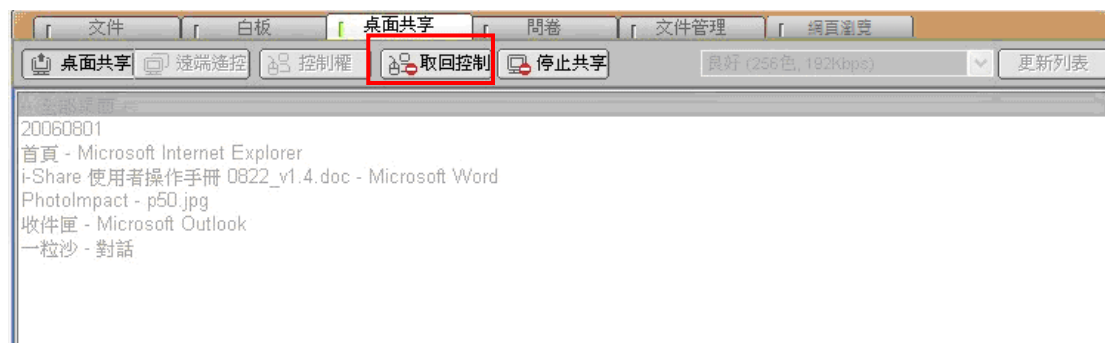 文件 白板 桌面共享 問卷 文件管理 網頁瀏覽
桌面共享 遠端遙控 控制權 取回控制 停止共享 良好 (256色, 192Kbps) 更新列表
20060801
首頁 - Microsoft Internet Explorer
i-Share 使用者操作手冊 0822_v1.4.doc - Microsoft Word
PhotoImpact - p50.jpg
收件匣 - Microsoft Outlook
一粒沙 - 對話